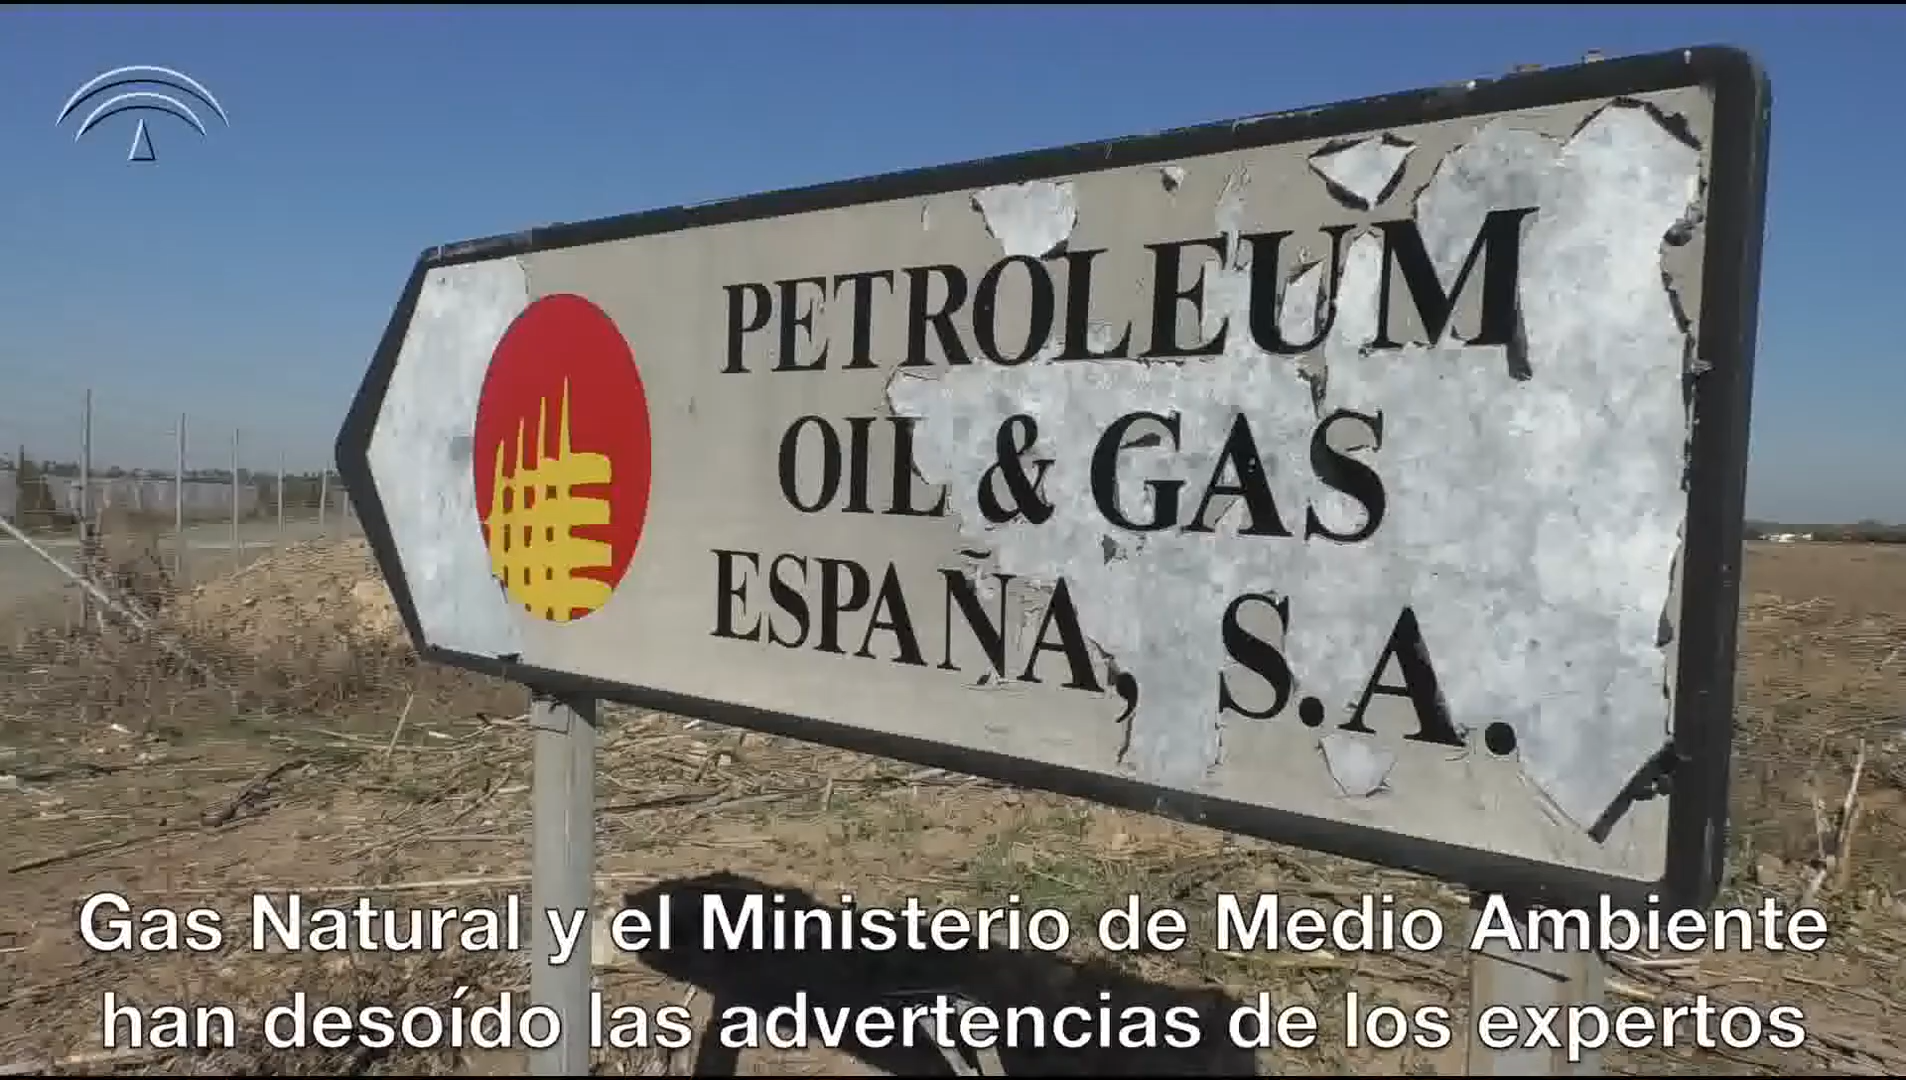 PETROLEUM
OIL & GAS
ESPAÑA, S.A.
Gas Natural y el Ministerio de Medio Ambiente
han desoído las advertencias de los expertos